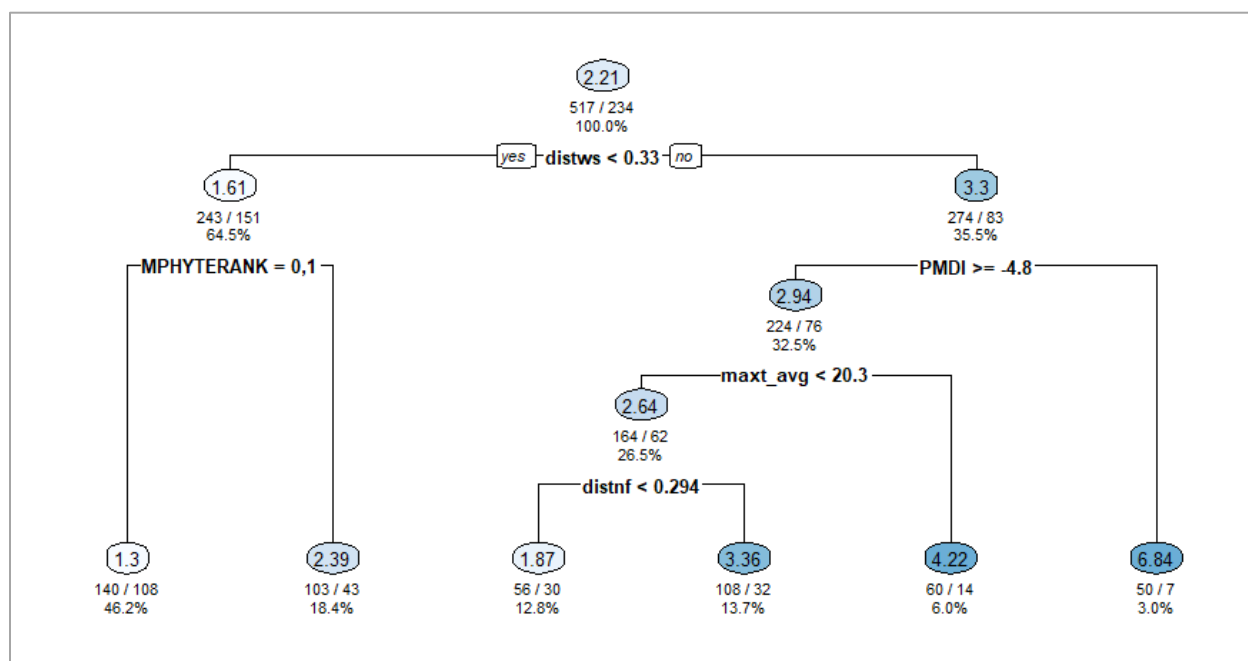 2.21
517 / 234
100.0%
yes distws < 0.33 no
1.61 3.3
243 / 151 274 / 83
64.5% 35.5%
MPHYTERANK = 0,1 PMDI >= -4.8
2.94
224 / 76
32.5%
maxt_avg < 20.3
2.64
164 / 62
26.5%
distnf < 0.294
1.3 2.39 1.87 3.36 4.22 6.84
140 / 108 103 / 43 56 / 30 108 / 32 60 / 14 50 / 7
46.2% 18.4% 12.8% 13.7% 6.0% 3.0%